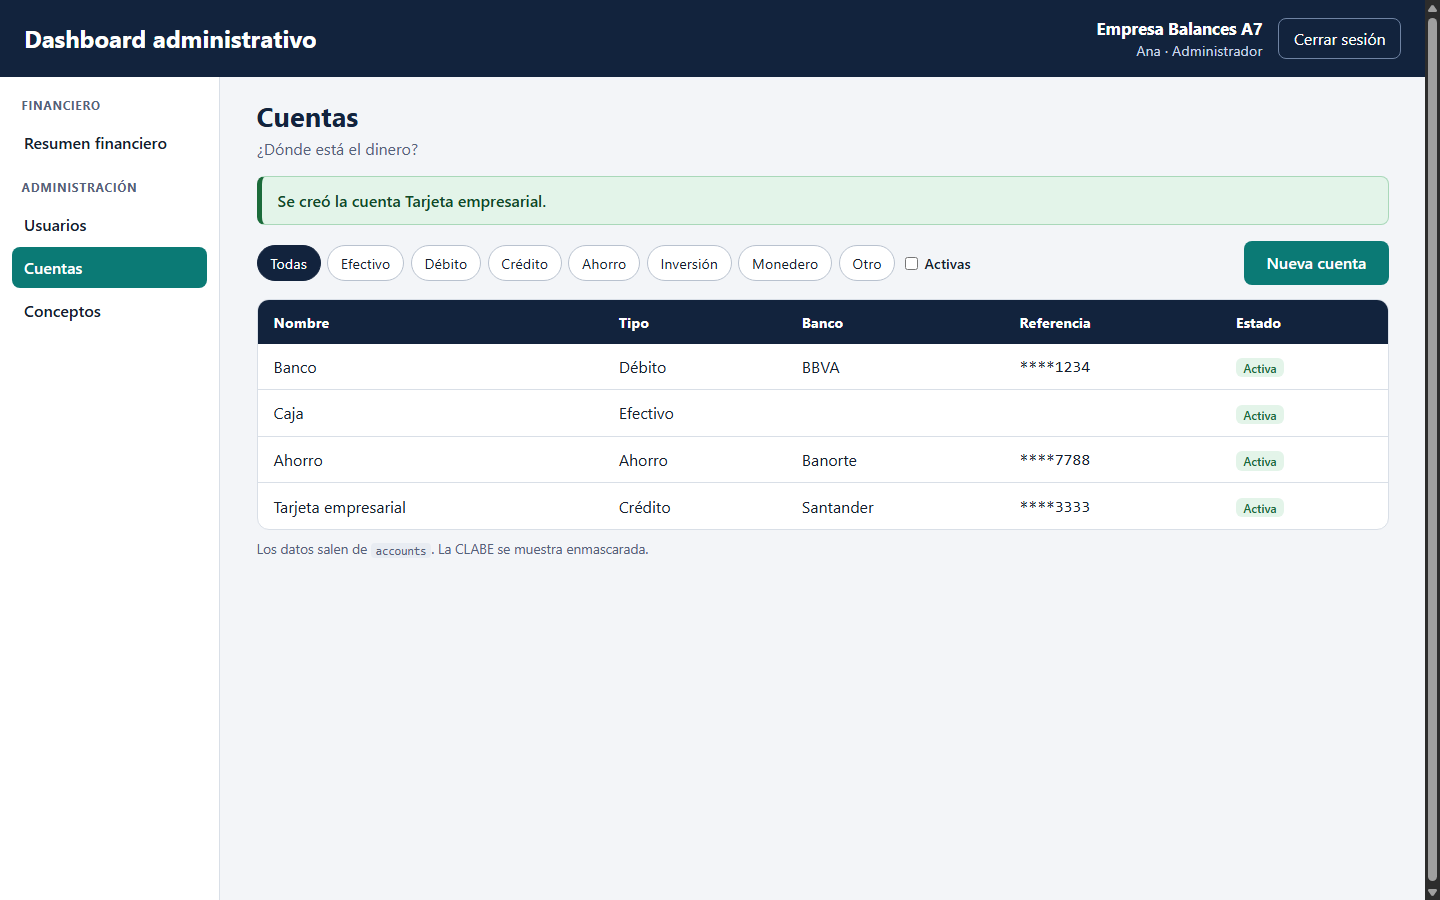 Dashboard administrativo
Empresa Balances A7
Ana · Administrador
Cerrar sesión
FINANCIERO
Resumen financiero
ADMINISTRACIÓN
Usuarios
Cuentas
Conceptos
Cuentas
¿Dónde está el dinero?
Se creó la cuenta Tarjeta empresarial.
Todas Efectivo Débito Crédito Ahorro Inversión Monedero Otro Activas Nueva cuenta
Nombre Tipo Banco Referencia Estado
Banco Débito BBVA ****1234 Activa
Caja Efectivo Activa
Ahorro Ahorro Banorte ****7788 Activa
Tarjeta empresarial Crédito Santander ****3333 Activa
Los datos salen de accounts. La CLABE se muestra enmascarada.